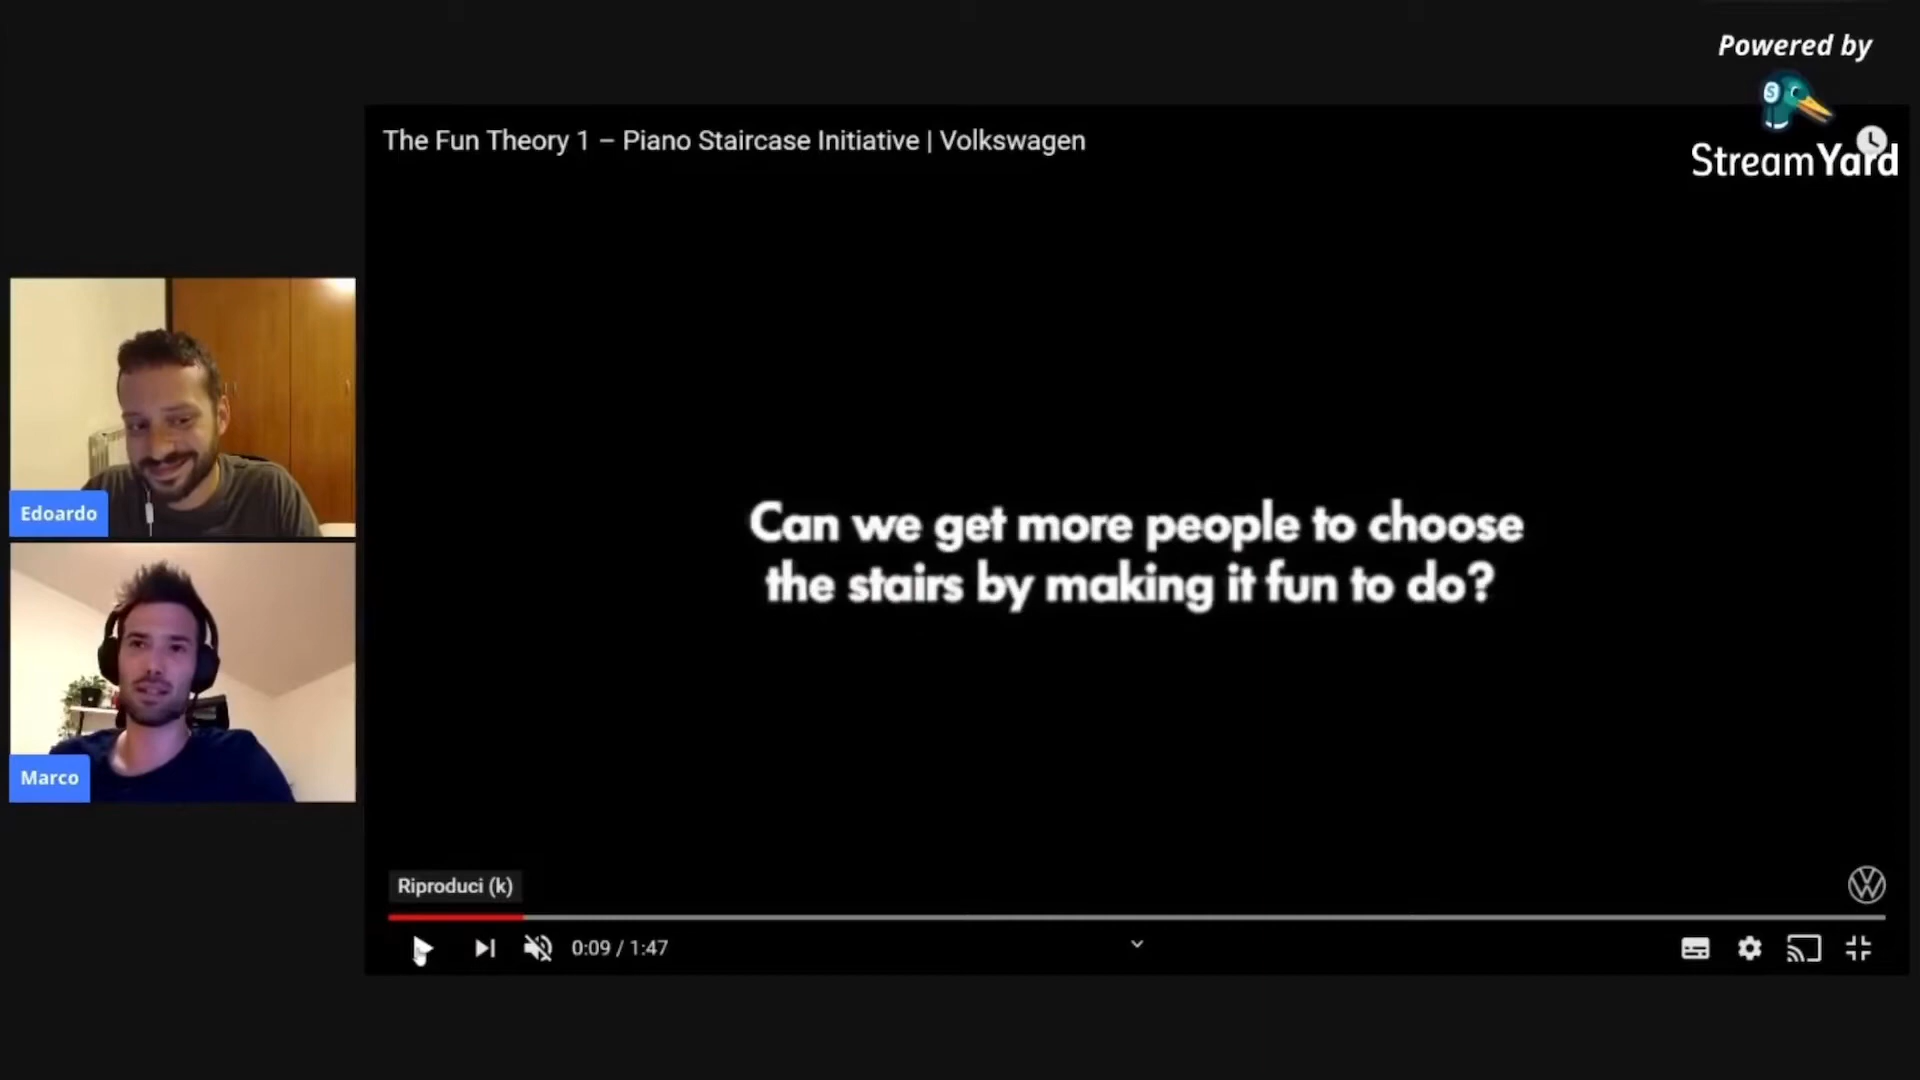 Powered by
StreamYard
The Fun Theory 1 – Piano Staircase Initiative | Volkswagen
Edoardo
Marco
Can we get more people to choose
the stairs by making it fun to do?
Riproduci (k)
0:09 / 1:47